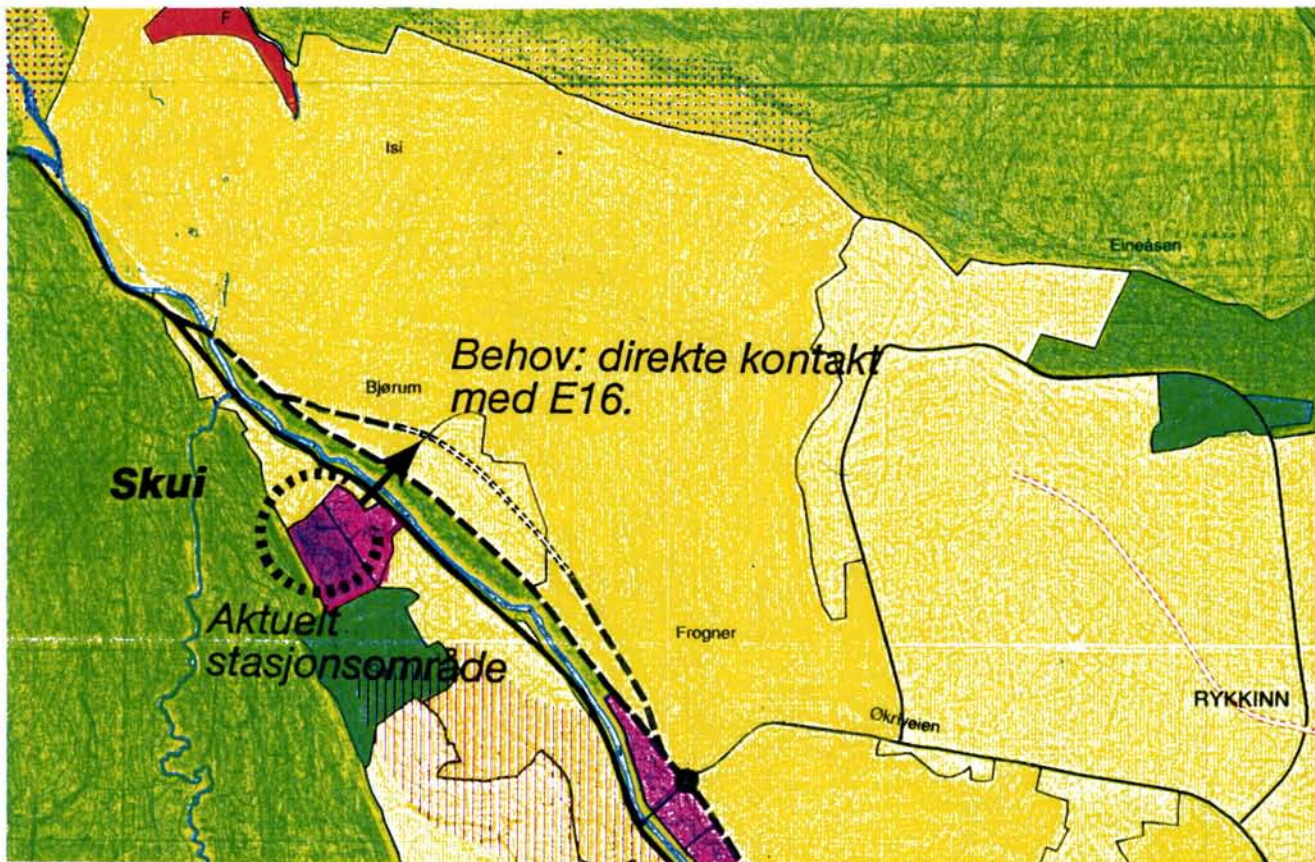 F
Isi
Eineåsen
Behov: direkte kontakt
med E16.
Bjørum
Skui
Aktuelt
stasjonsområde
Frogner
RYKKINN
Økriveien